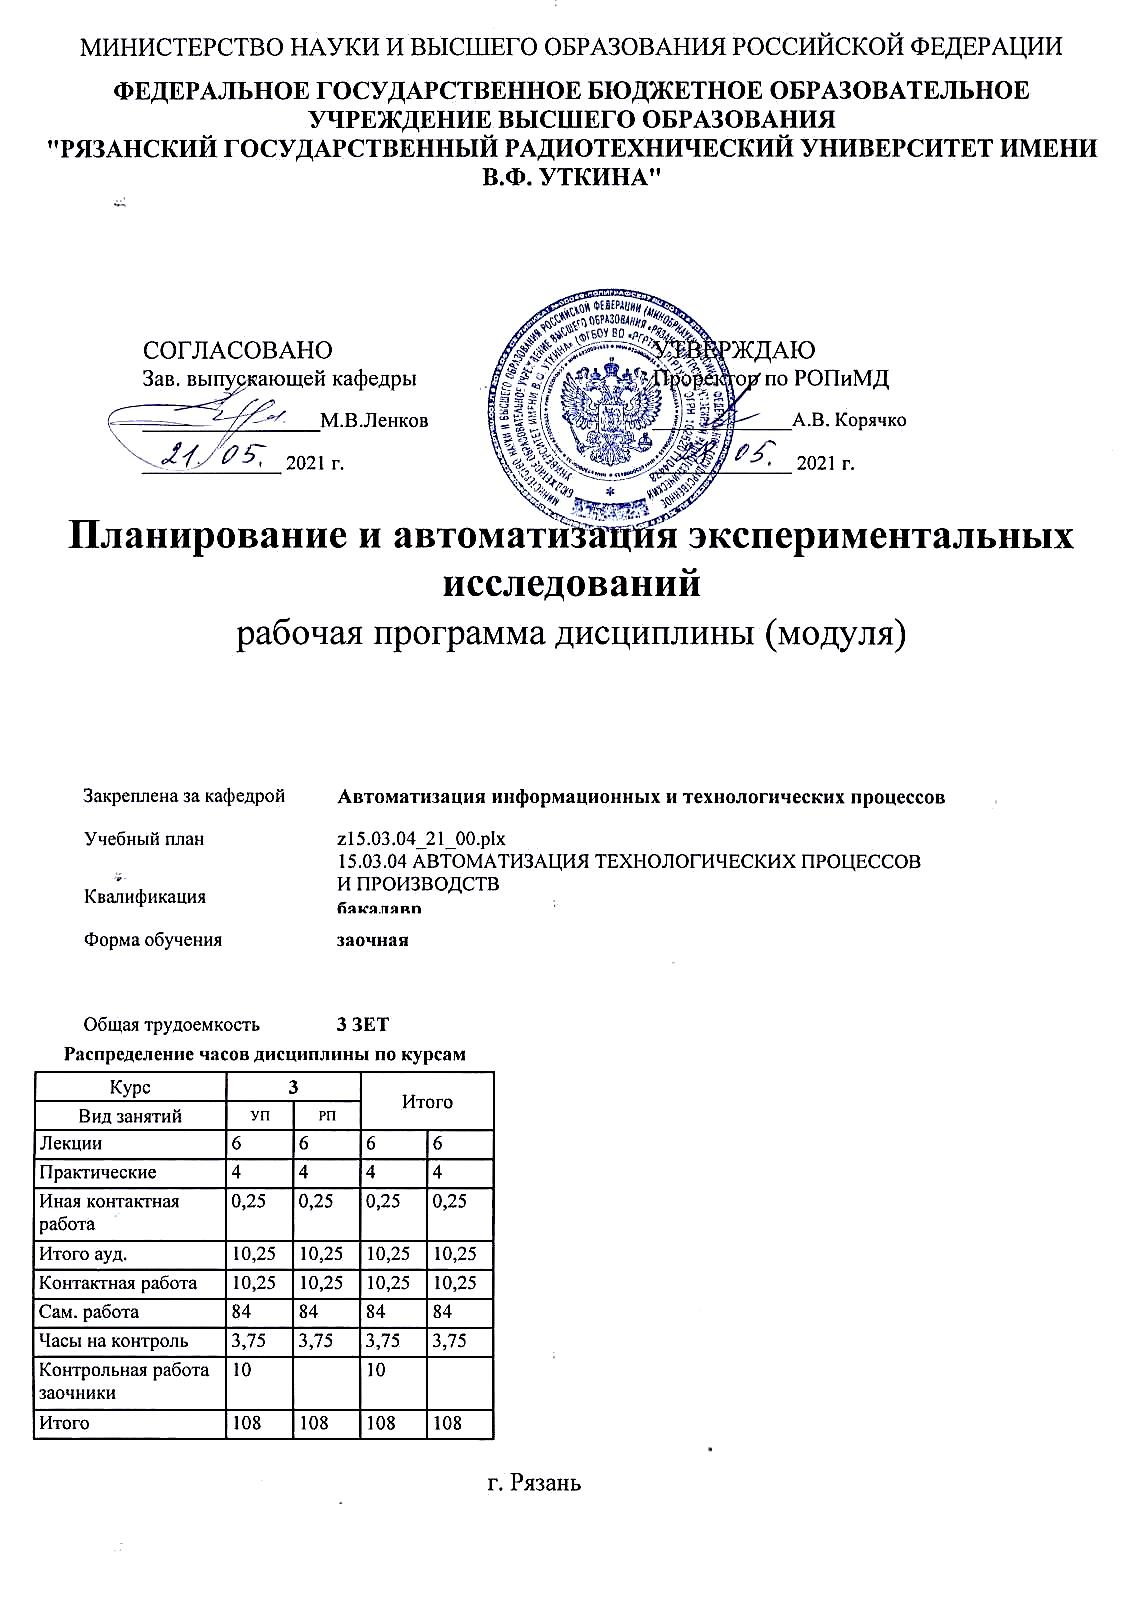 МИНИСТЕРСТВО НАУКИ И ВЫСШЕГО ОБРАЗОВАНИЯ РОССИЙСКОЙ ФЕДЕРАЦИИ
ФЕДЕРАЛЬНОЕ ГОСУДАРСТВЕННОЕ БЮДЖЕТНОЕ ОБРАЗОВАТЕЛЬНОЕ
УЧРЕЖДЕНИЕ ВЫСШЕГО ОБРАЗОВАНИЯ
"РЯЗАНСКИЙ ГОСУДАРСТВЕННЫЙ РАДИОТЕХНИЧЕСКИЙ УНИВЕРСИТЕТ ИМЕНИ
В.Ф. УТКИНА"
СОГЛАСОВАНО
Зав. выпускающей кафедры
М.В.Ленков
21. 05. 2021 г.
УТВЕРЖДАЮ
Проректор по РОПиМД
А.В. Корячко
05. 2021 г.
Планирование и автоматизация экспериментальных
исследований
рабочая программа дисциплины (модуля)
Закреплена за кафедрой Автоматизация информационных и технологических процессов
Учебный план z15.03.04_21_00.plx
15.03.04 АВТОМАТИЗАЦИЯ ТЕХНОЛОГИЧЕСКИХ ПРОЦЕССОВ
И ПРОИЗВОДСТВ
Квалификация бакалавр
Форма обучения заочная
Общая трудоемкость 3 ЗЕТ
Распределение часов дисциплины по курсам
Курс 3 Итого
Вид занятий УП РП
Лекции 6 6 6 6
Практические 4 4 4 4
Иная контактная 0,25 0,25 0,25 0,25
работа
Итого ауд. 10,25 10,25 10,25 10,25
Контактная работа 10,25 10,25 10,25 10,25
Сам. работа 84 84 84 84
Часы на контроль 3,75 3,75 3,75 3,75
Контрольная работа 10 10
заочники
Итого 108 108 108 108
г. Рязань